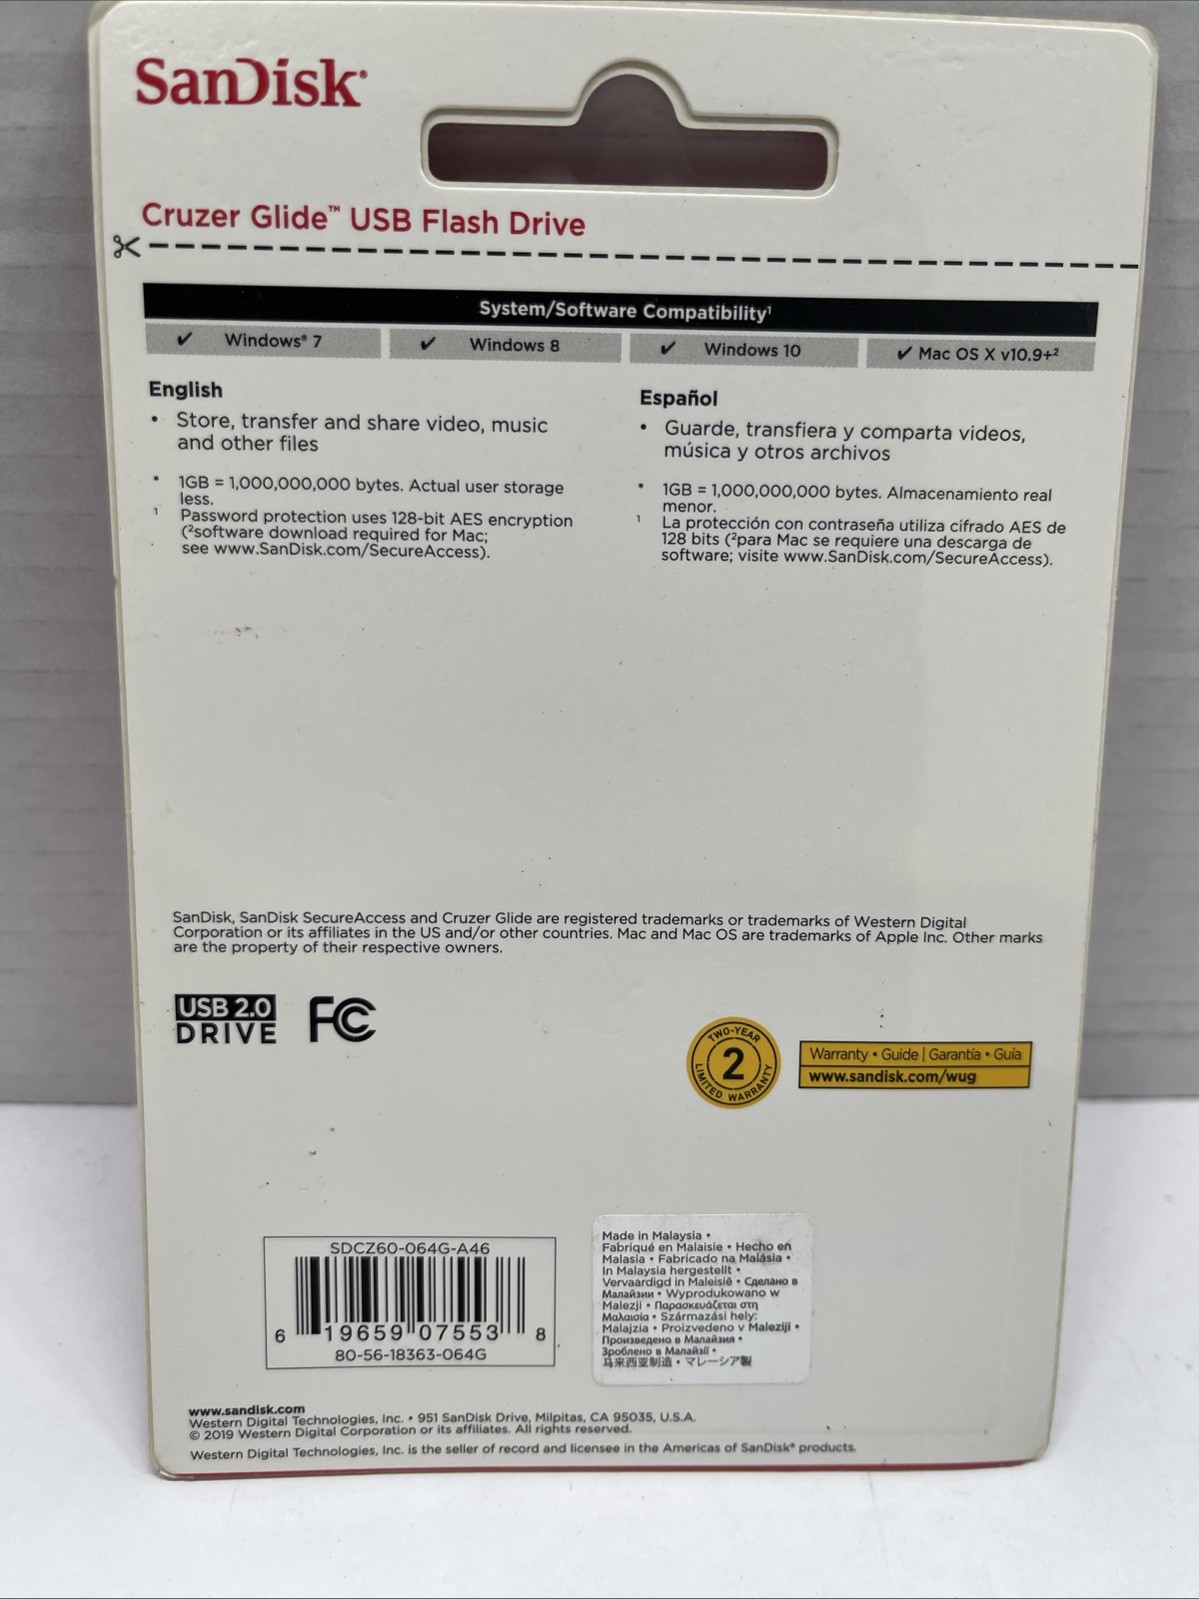 SanDisk®
Cruzer Glide™ USB Flash Drive
System/Software Compatibility¹
✓ Windows® 7 ✓ Windows 8 ✓ Windows 10 ✓ Mac OS X v10.9+²
English
• Store, transfer and share video, music
and other files
* 1GB = 1,000,000,000 bytes. Actual user storage
less.
¹ Password protection uses 128-bit AES encryption
(²software download required for Mac;
see www.SanDisk.com/SecureAccess).
Español
• Guarde, transfiera y comparta videos,
música y otros archivos
* 1GB = 1,000,000,000 bytes. Almacenamiento real
menor.
¹ La protección con contraseña utiliza cifrado AES de
128 bits (²para Mac se requiere una descarga de
software; visite www.SanDisk.com/SecureAccess).
SanDisk, SanDisk SecureAccess and Cruzer Glide are registered trademarks or trademarks of Western Digital
Corporation or its affiliates in the US and/or other countries. Mac and Mac OS are trademarks of Apple Inc. Other marks
are the property of their respective owners.
USB 2.0
DRIVE
FC
TWO-YEAR
2
LIMITED WARRANTY
Warranty • Guide | Garantía • Guía
www.sandisk.com/wug
SDCZ60-064G-A46
6 19659 07553 8
80-56-18363-064G
Made in Malaysia •
Fabriqué en Malaisie • Hecho en
Malasia • Fabricado na Malásia •
In Malaysia hergestellt •
Vervaardigd in Maleisië • Сделано в
Малайзии • Wyprodukowano w
Malezji • Παρασκευάζεται στη
Μαλαισία • Származási hely:
Malajzia • Proizvedeno v Maleziji •
Произведено в Малайзия •
Зроблено в Малайзії •
马来西亚制造 • マレーシア製
www.sandisk.com
Western Digital Technologies, Inc. • 951 SanDisk Drive, Milpitas, CA 95035, U.S.A.
© 2019 Western Digital Corporation or its affiliates. All rights reserved.
Western Digital Technologies, Inc. is the seller of record and licensee in the Americas of SanDisk® products.